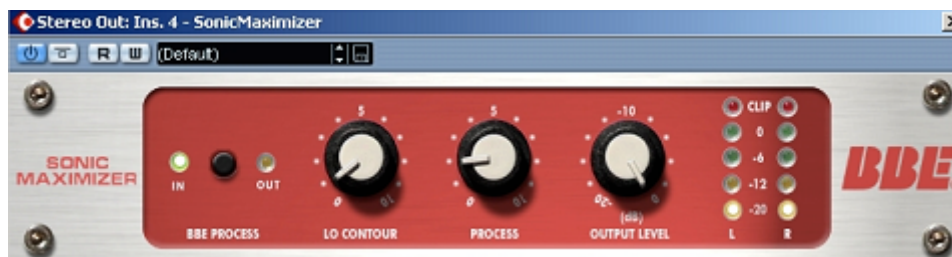 Stereo Out: Ins. 4 - SonicMaximizer
R W (Default)
SONIC
MAXIMIZER
IN
OUT
BBE PROCESS
5
0 10
LO CONTOUR
5
0 10
PROCESS
-10
-20 0
(dB)
OUTPUT LEVEL
CLIP
0
-6
-12
-20
L R
BBE